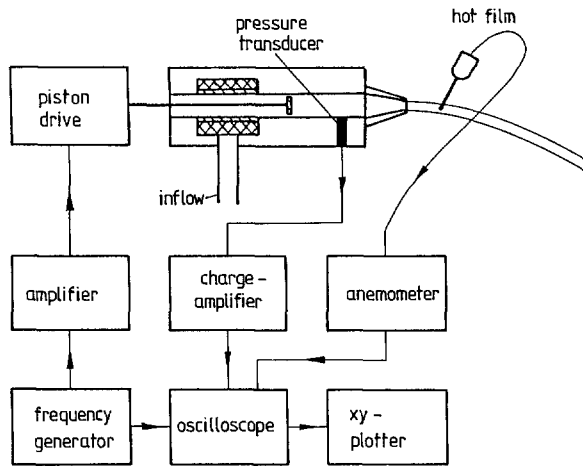 hot film
pressure
transducer
piston
drive
inflow
amplifier
charge-
amplifier
anemometer
frequency
generator
oscilloscope
xy-
plotter